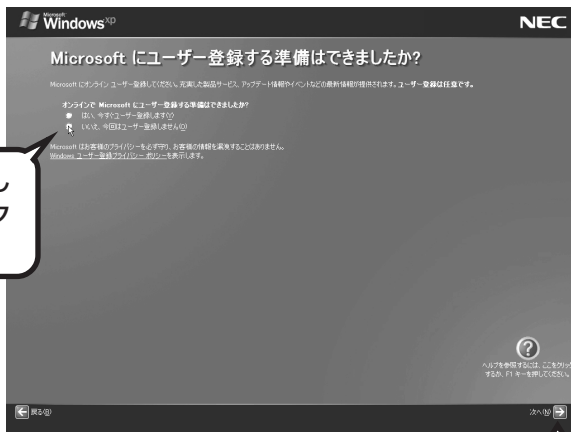 Microsoft
Windows xp
NEC
Microsoft にユーザー登録する準備はできましたか?
Microsoft にオンライン ユーザー登録してください。充実した製品サービス、アップデート情報やイベントなどの最新情報が提供されます。ユーザー登録は任意です。
オンラインで Microsoft にユーザー登録する準備はできましたか?
はい、今すぐユーザー登録します(Y)
いいえ、今回はユーザー登録しません(O)
Microsoft はお客様のプライバシーを必ず守り、お客様の情報を漏洩することはありません。
Windows ユーザー登録プライバシー ポリシーを表示します。
ヘルプを参照するには、ここをクリッ
するか、F1 キーを押してください。
戻る(B)
次へ(N)